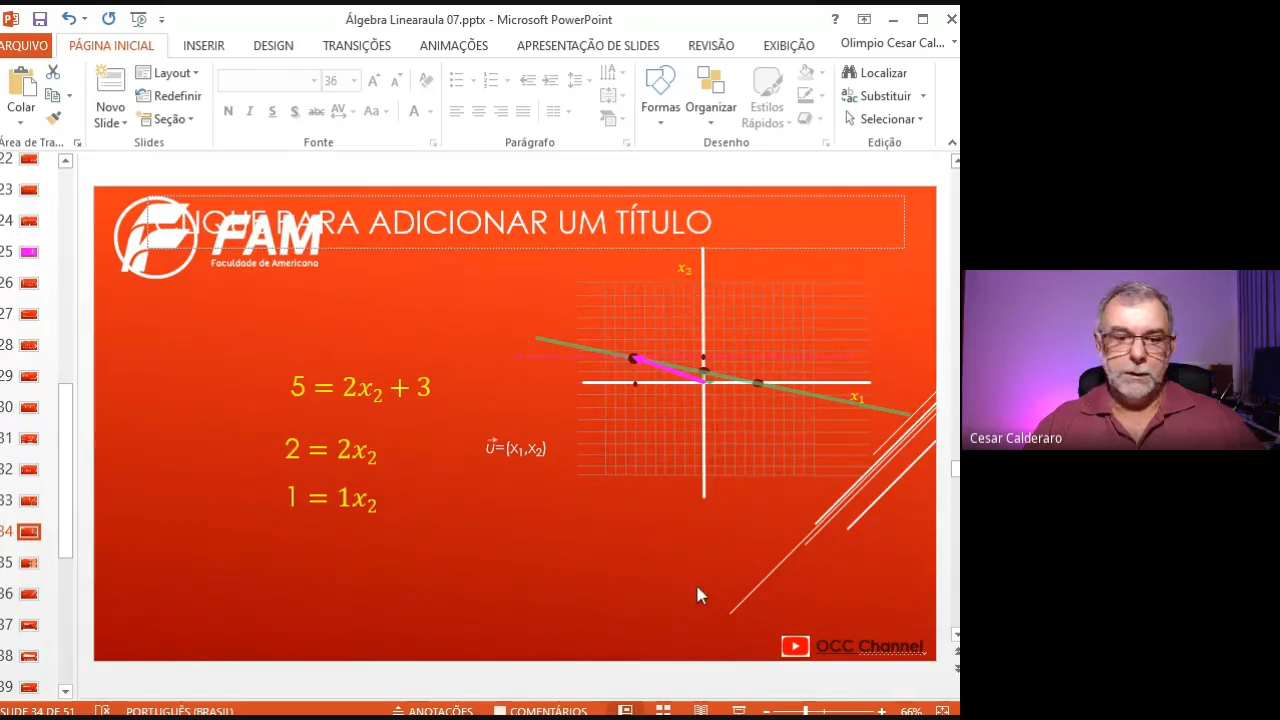 Álgebra Linearaula 07.pptx - Microsoft PowerPoint
ARQUIVO PÁGINA INICIAL INSERIR DESIGN TRANSIÇÕES ANIMAÇÕES APRESENTAÇÃO DE SLIDES REVISÃO EXIBIÇÃO Olimpio Cesar Cal...
Colar
Novo
Slide
Layout
Redefinir
Seção
36
N I S S abc AV Aa A
Formas
Organizar
Estilos
Rápidos
Localizar
Substituir
Selecionar
Área de Tra...
Slides
Fonte
Parágrafo
Desenho
Edição
22
23
24
25
26
27
28
29
30
31
32
33
34
35
36
37
38
39
CLIQUE PARA ADICIONAR UM TÍTULO
FAM
Faculdade de Americana
x₂
x₁
5 = 2x₂ + 3
2 = 2x₂
1 = 1x₂
u⃗=(x₁,x₂)
OCC Channel
Cesar Calderaro
SLIDE 34 DE 51 PORTUGUÊS (BRASIL) ANOTAÇÕES COMENTÁRIOS 66%